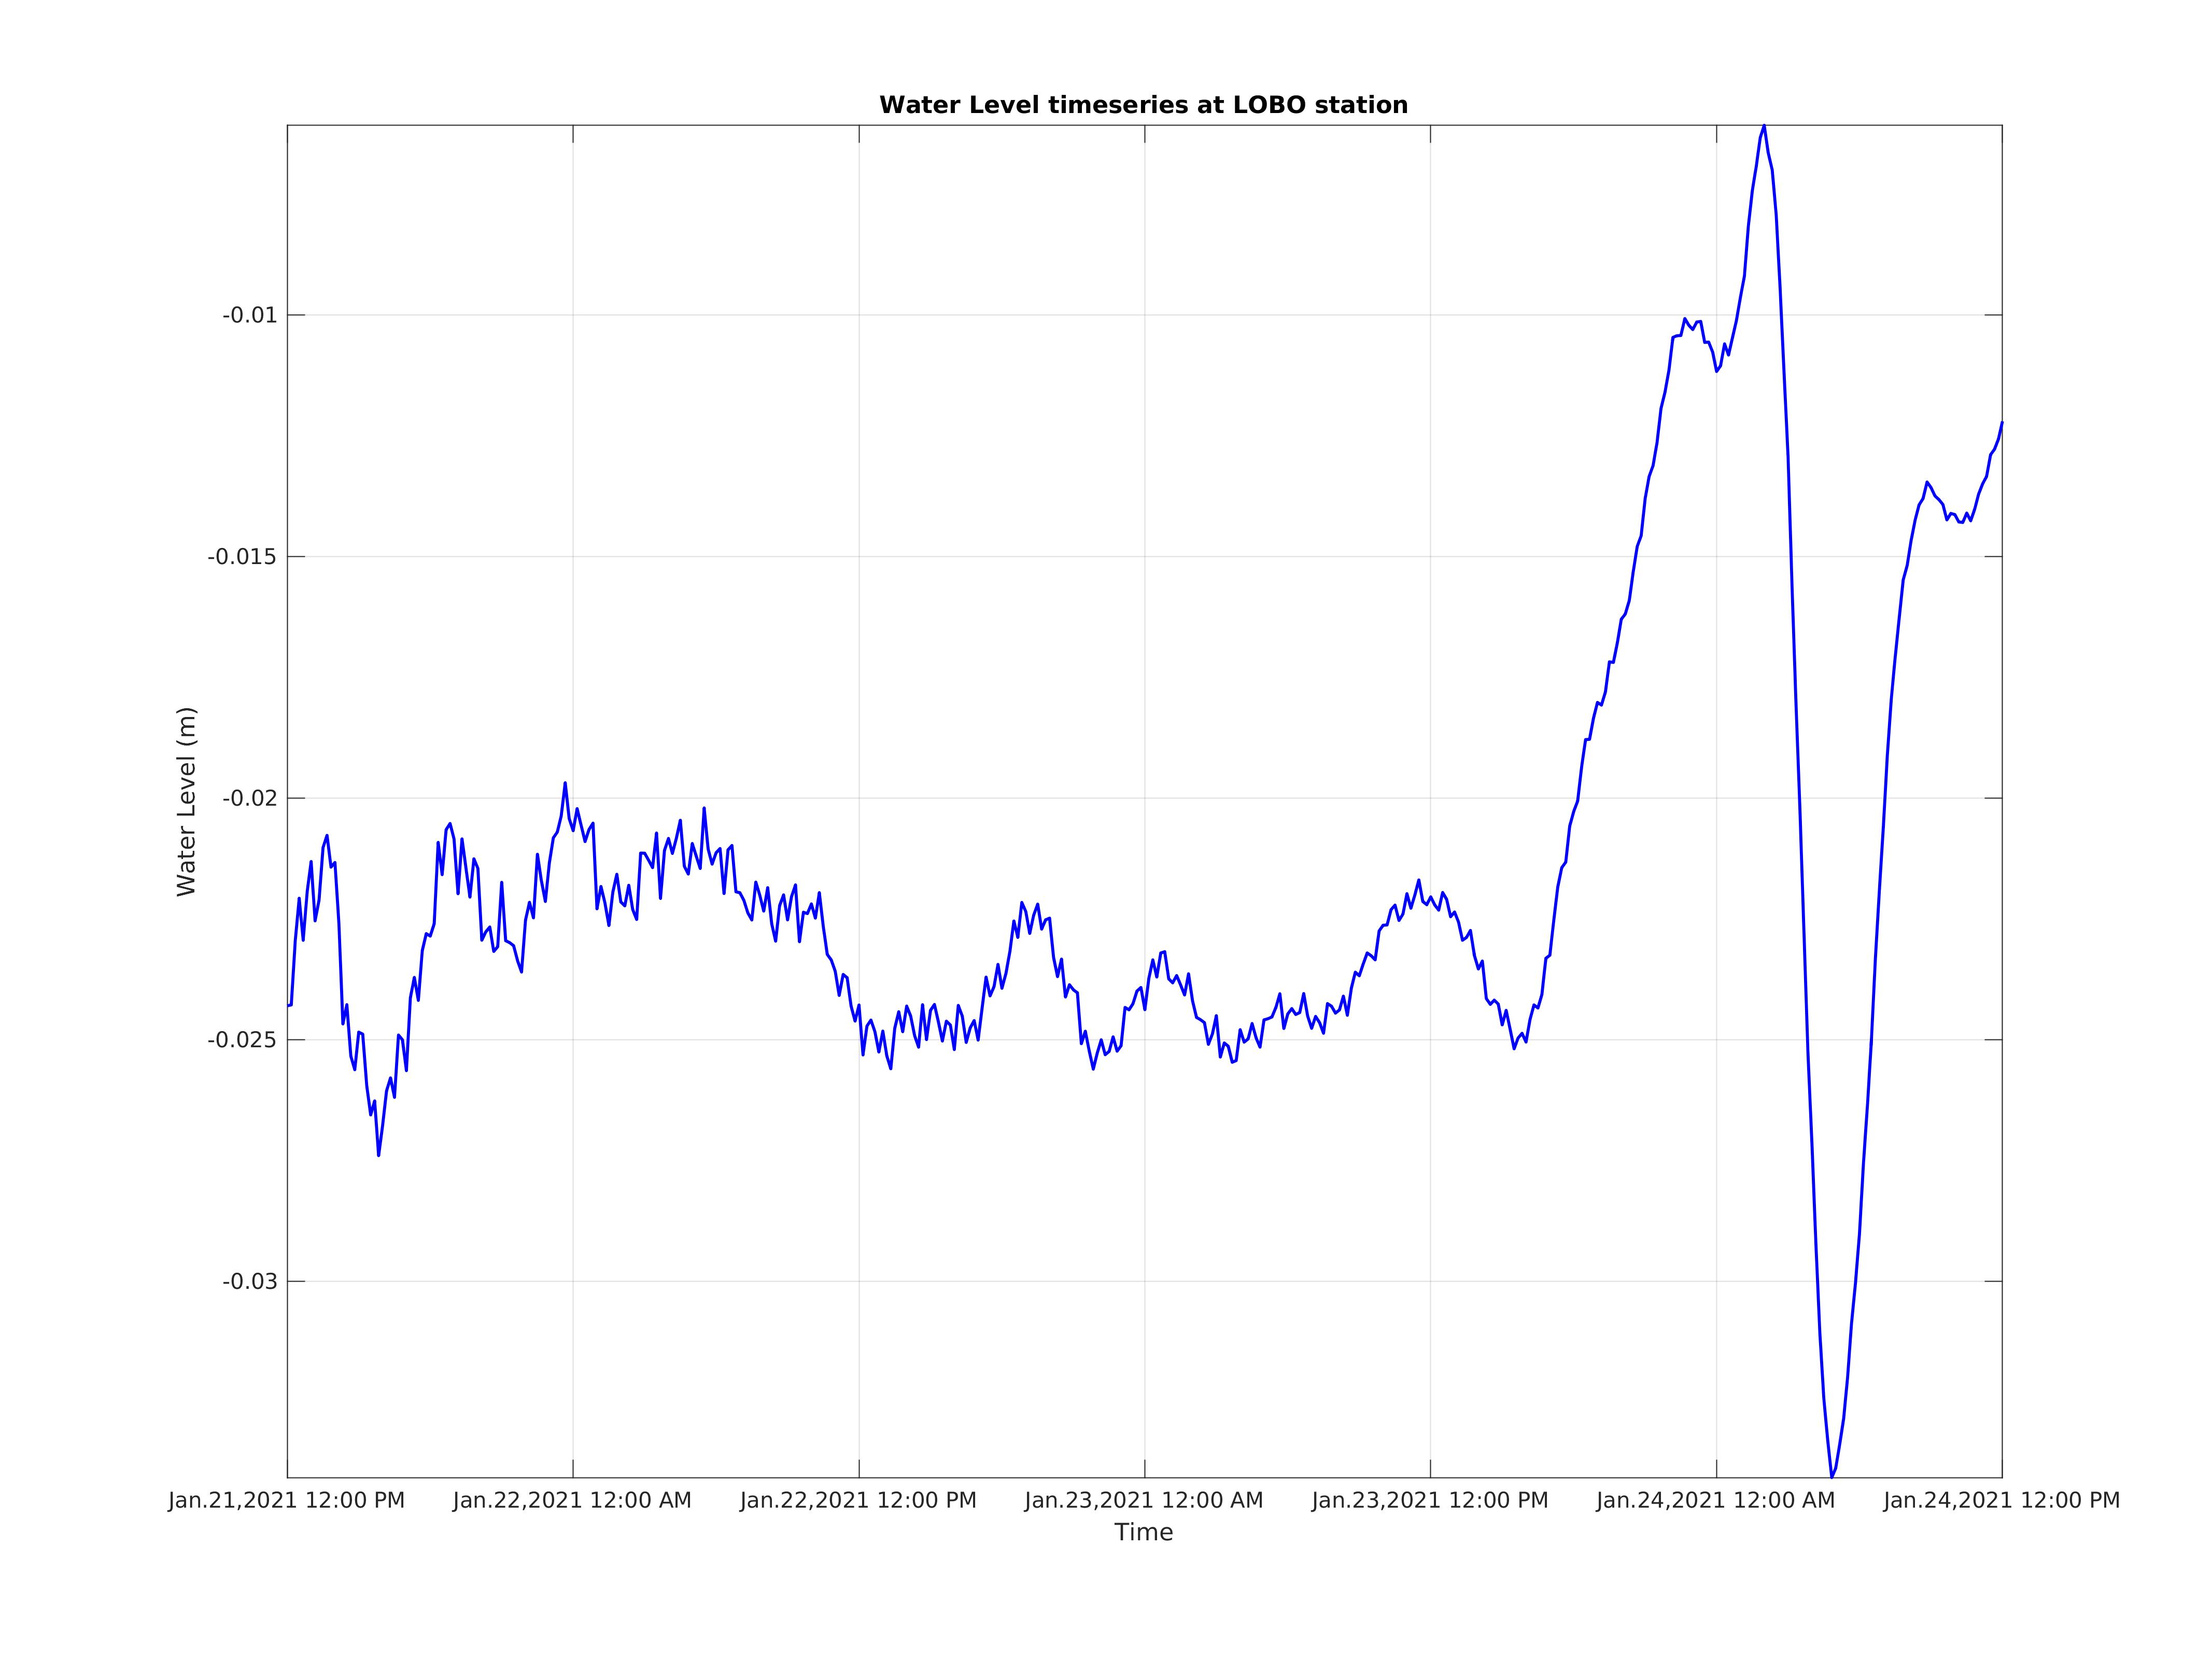 Water Level timeseries at LOBO station
-0.01
-0.015
-0.02
-0.025
-0.03
Water Level (m)
Jan.21,2021 12:00 PM Jan.22,2021 12:00 AM Jan.22,2021 12:00 PM Jan.23,2021 12:00 AM Jan.23,2021 12:00 PM Jan.24,2021 12:00 AM Jan.24,2021 12:00 PM
Time